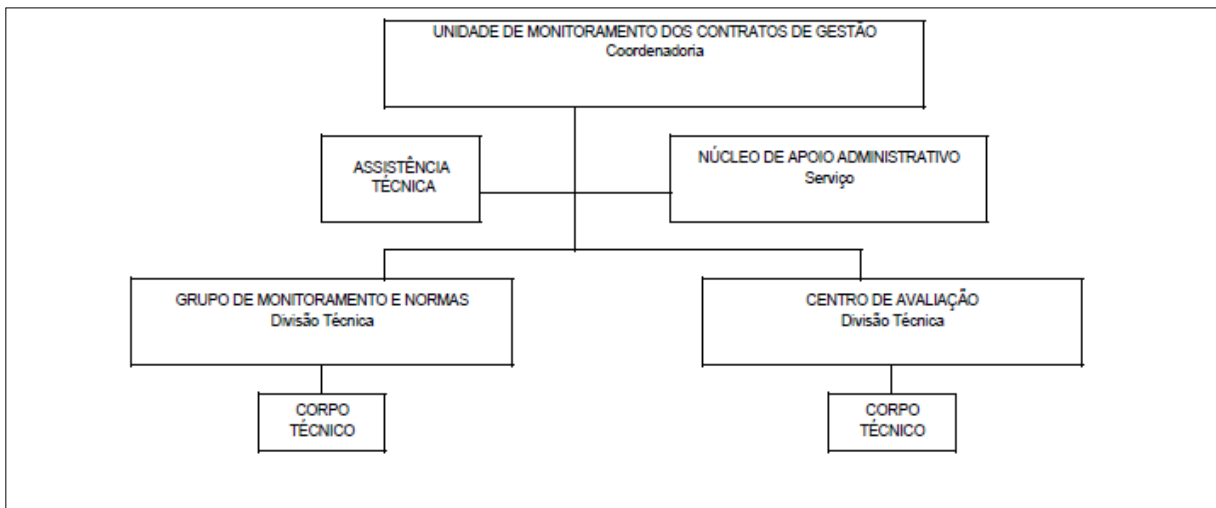 UNIDADE DE MONITORAMENTO DOS CONTRATOS DE GESTÃO
Coordenadoria
ASSISTÊNCIA
TÉCNICA
NÚCLEO DE APOIO ADMINISTRATIVO
Serviço
GRUPO DE MONITORAMENTO E NORMAS
Divisão Técnica
CENTRO DE AVALIAÇÃO
Divisão Técnica
CORPO
TÉCNICO
CORPO
TÉCNICO